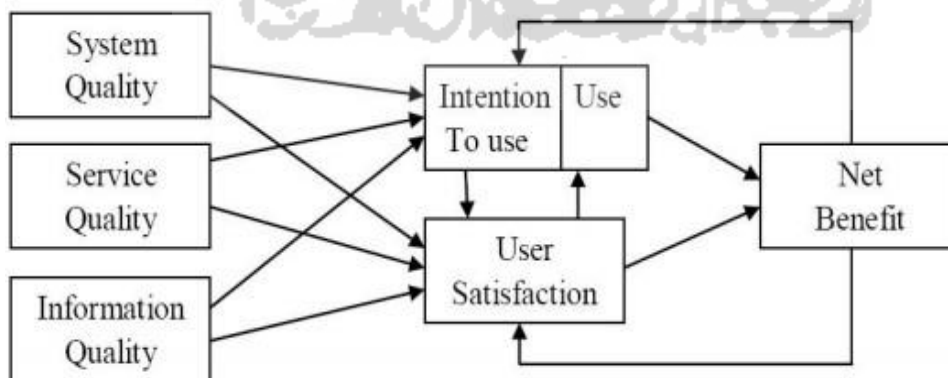 System
Quality
Intention
To use
Use
Service
Quality
Net
Benefit
User
Satisfaction
Information
Quality